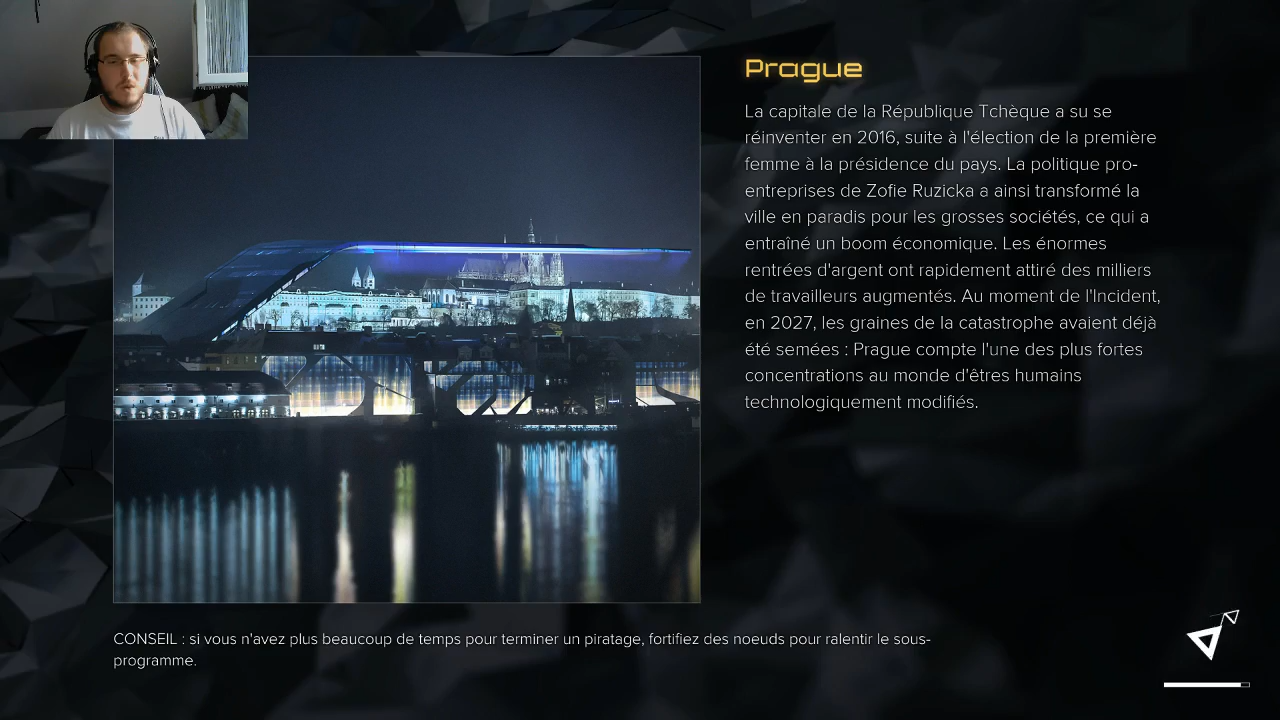 Prague
La capitale de la République Tchèque a su se
réinventer en 2016, suite à l'élection de la première
femme à la présidence du pays. La politique pro-
entreprises de Zofie Ruzicka a ainsi transformé la
ville en paradis pour les grosses sociétés, ce qui a
entraîné un boom économique. Les énormes
rentrées d'argent ont rapidement attiré des milliers
de travailleurs augmentés. Au moment de l'Incident,
en 2027, les graines de la catastrophe avaient déjà
été semées : Prague compte l'une des plus fortes
concentrations au monde d'êtres humains
technologiquement modifiés.
CONSEIL : si vous n'avez plus beaucoup de temps pour terminer un piratage, fortifiez des noeuds pour ralentir le sous-
programme.